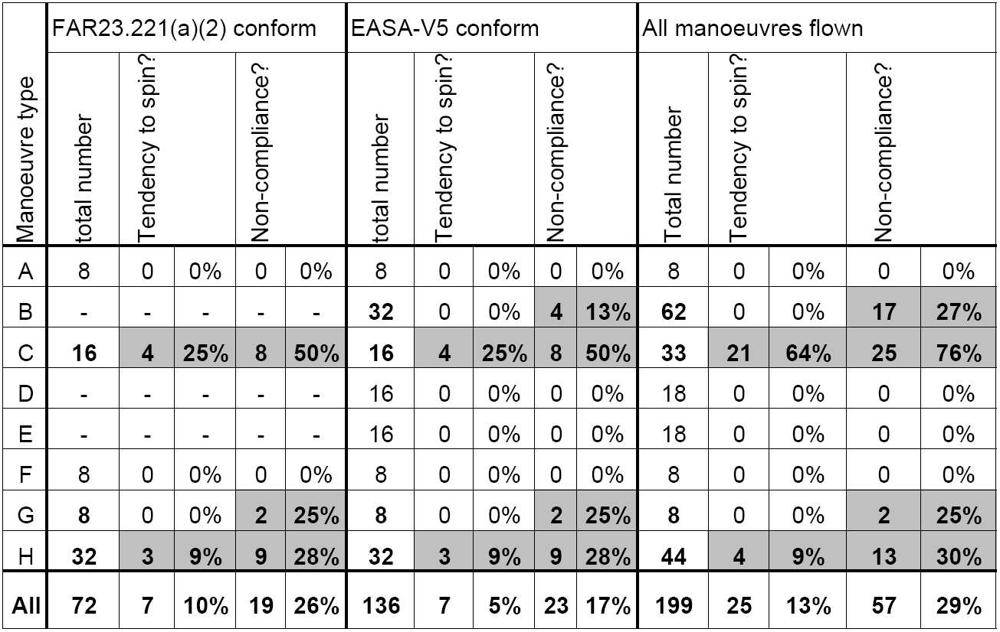 FAR23.221(a)(2) conform EASA-V5 conform All manoeuvres flown
Manoeuvre type total number Tendency to spin? Non-compliance? total number Tendency to spin? Non-compliance? Total number Tendency to spin? Non-compliance?
A 8 0 0% 0 0% 8 0 0% 0 0% 8 0 0% 0 0%
B - - - - - 32 0 0% 4 13% 62 0 0% 17 27%
C 16 4 25% 8 50% 16 4 25% 8 50% 33 21 64% 25 76%
D - - - - - 16 0 0% 0 0% 18 0 0% 0 0%
E - - - - - 16 0 0% 0 0% 18 0 0% 0 0%
F 8 0 0% 0 0% 8 0 0% 0 0% 8 0 0% 0 0%
G 8 0 0% 2 25% 8 0 0% 2 25% 8 0 0% 2 25%
H 32 3 9% 9 28% 32 3 9% 9 28% 44 4 9% 13 30%
All 72 7 10% 19 26% 136 7 5% 23 17% 199 25 13% 57 29%